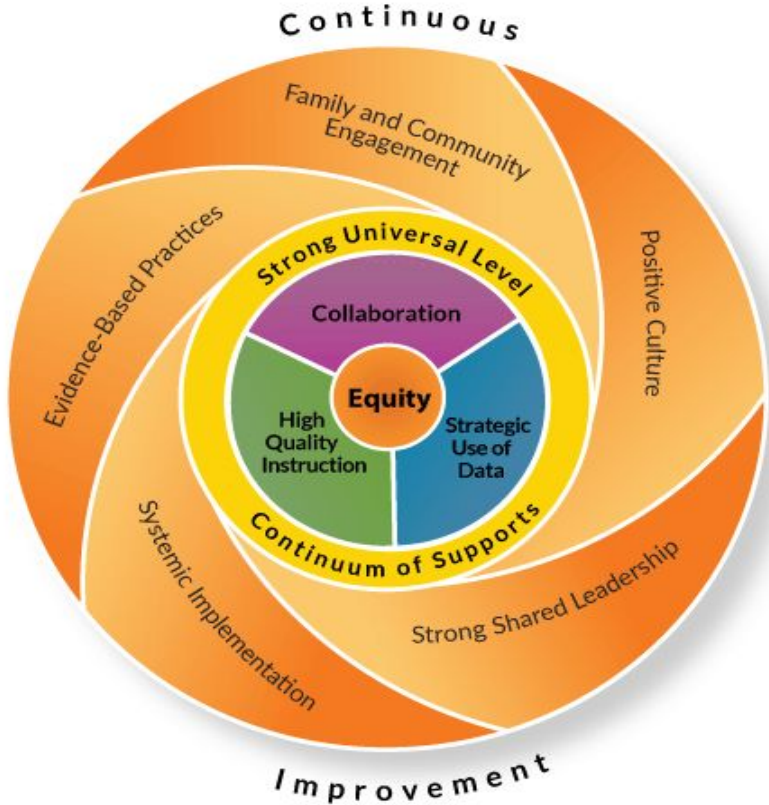 Continuous
Family and Community
Engagement
Positive Culture
Evidence-Based Practices
Strong Universal Level
Collaboration
Equity
High
Quality
Instruction
Strategic
Use of
Data
Continuum of Supports
Systemic Implementation
Strong Shared Leadership
Improvement